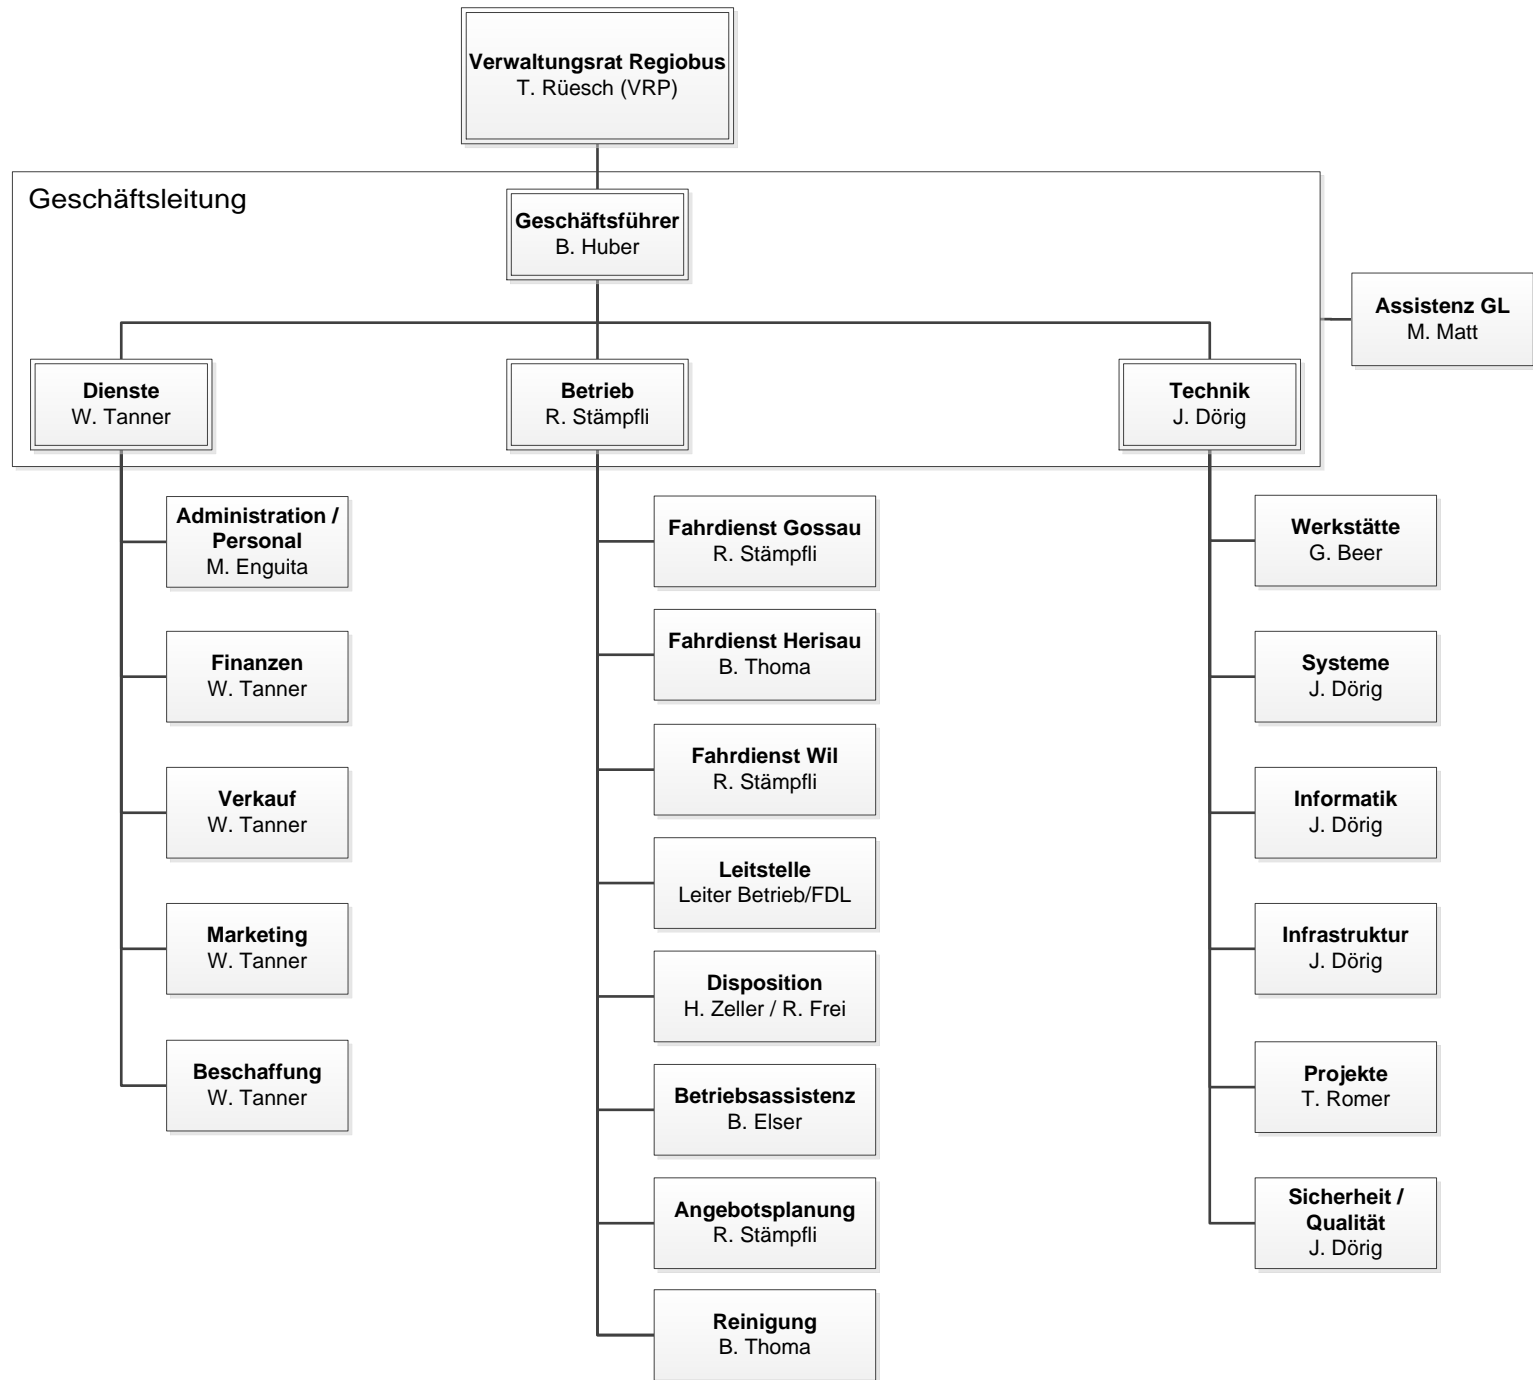 Verwaltungsrat Regiobus
T. Rüesch (VRP)
Geschäftsleitung
Geschäftsführer
B. Huber
Assistenz GL
M. Matt
Dienste
W. Tanner
Betrieb
R. Stämpfli
Technik
J. Dörig
Administration /
Personal
M. Enguita
Finanzen
W. Tanner
Verkauf
W. Tanner
Marketing
W. Tanner
Beschaffung
W. Tanner
Fahrdienst Gossau
R. Stämpfli
Fahrdienst Herisau
B. Thoma
Fahrdienst Wil
R. Stämpfli
Leitstelle
Leiter Betrieb/FDL
Disposition
H. Zeller / R. Frei
Betriebsassistenz
B. Elser
Angebotsplanung
R. Stämpfli
Reinigung
B. Thoma
Werkstätte
G. Beer
Systeme
J. Dörig
Informatik
J. Dörig
Infrastruktur
J. Dörig
Projekte
T. Romer
Sicherheit /
Qualität
J. Dörig